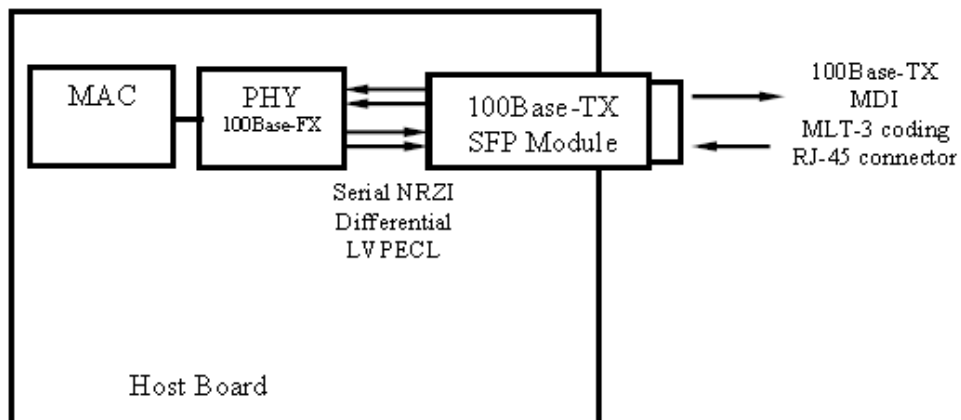 MAC
PHY
100Base-FX
100Base-TX
SFP Module
100Base-TX
MDI
MLT-3 coding
RJ-45 connector
Serial NRZI
Differential
LVPECL
Host Board